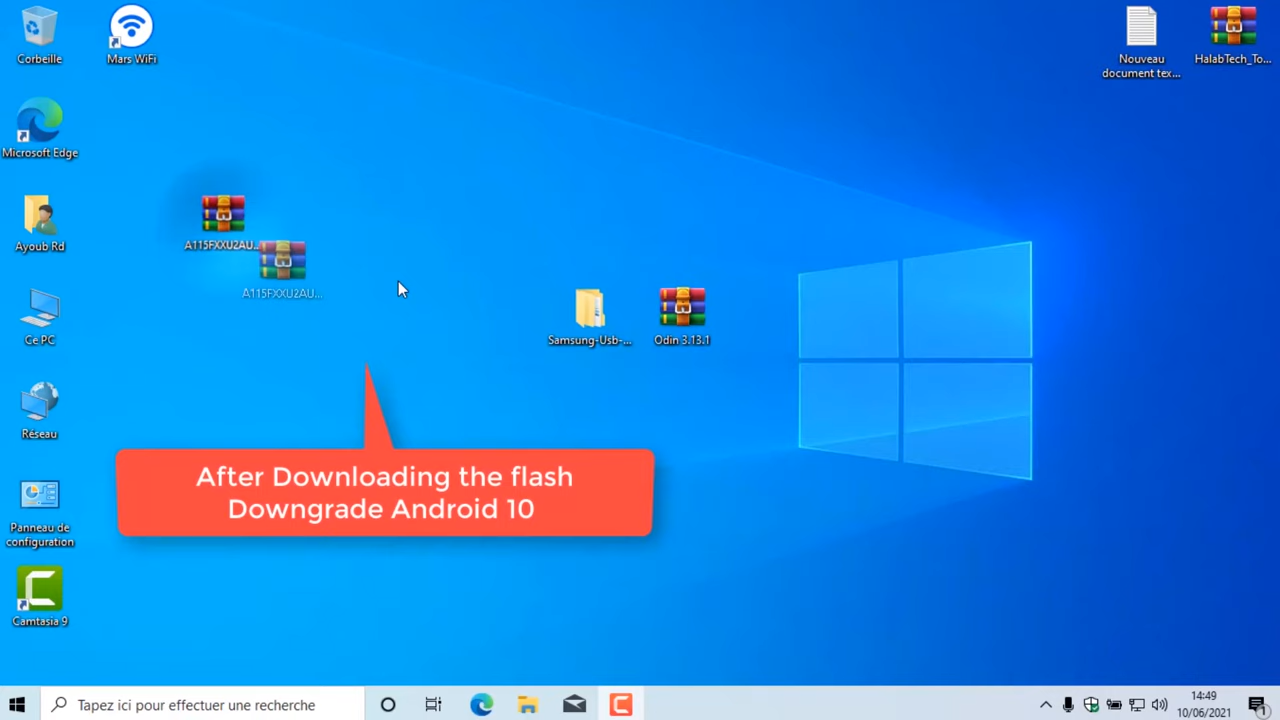 Corbeille
Mars WiFi
Nouveau
document tex...
HalabTech_To...
Microsoft Edge
Ayoub Rd
A115FXXU2AU...
A115FXXU2AU...
Ce PC
Samsung-Usb-...
Odin 3.13.1
Réseau
After Downloading the flash
Downgrade Android 10
Panneau de
configuration
Camtasia 9
Tapez ici pour effectuer une recherche
14:49
10/06/2021
1